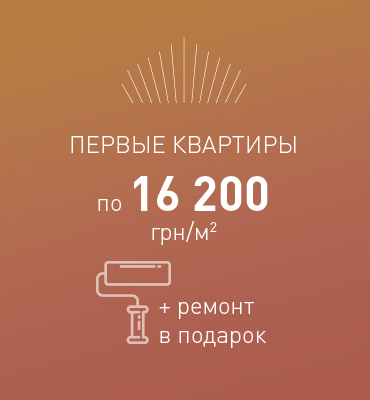 ПЕРВЫЕ КВАРТИРЫ
по 16 200
грн/м²
+ ремонт
в подарок